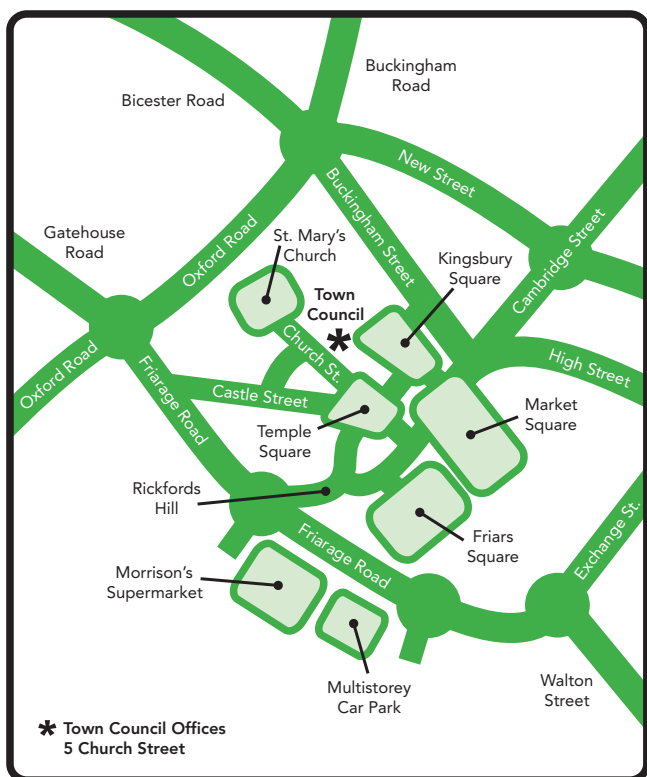 Buckingham
Road
Bicester Road
New Street
Buckingham Street
Gatehouse
Road
Oxford Road
St. Mary's
Church
Kingsbury
Square
Cambridge Street
Town
Council
*
Church St.
High Street
Oxford Road
Friarage Road
Castle Street
Market
Square
Temple
Square
Rickfords
Hill
Friars
Square
Exchange St.
Friarage Road
Morrison's
Supermarket
Multistorey
Car Park
Walton
Street
* Town Council Offices
5 Church Street